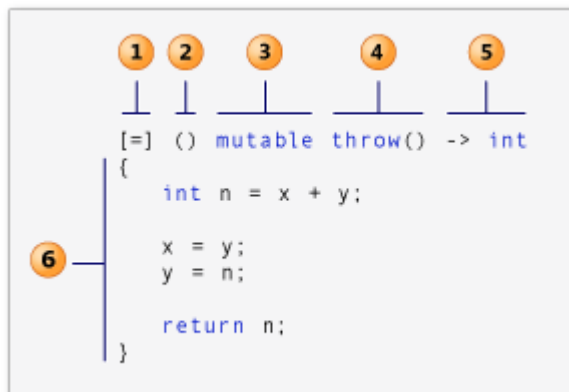 1 2 3 4 5
[=] () mutable throw() -> int
{
int n = x + y;
x = y;
6
y = n;
return n;
}